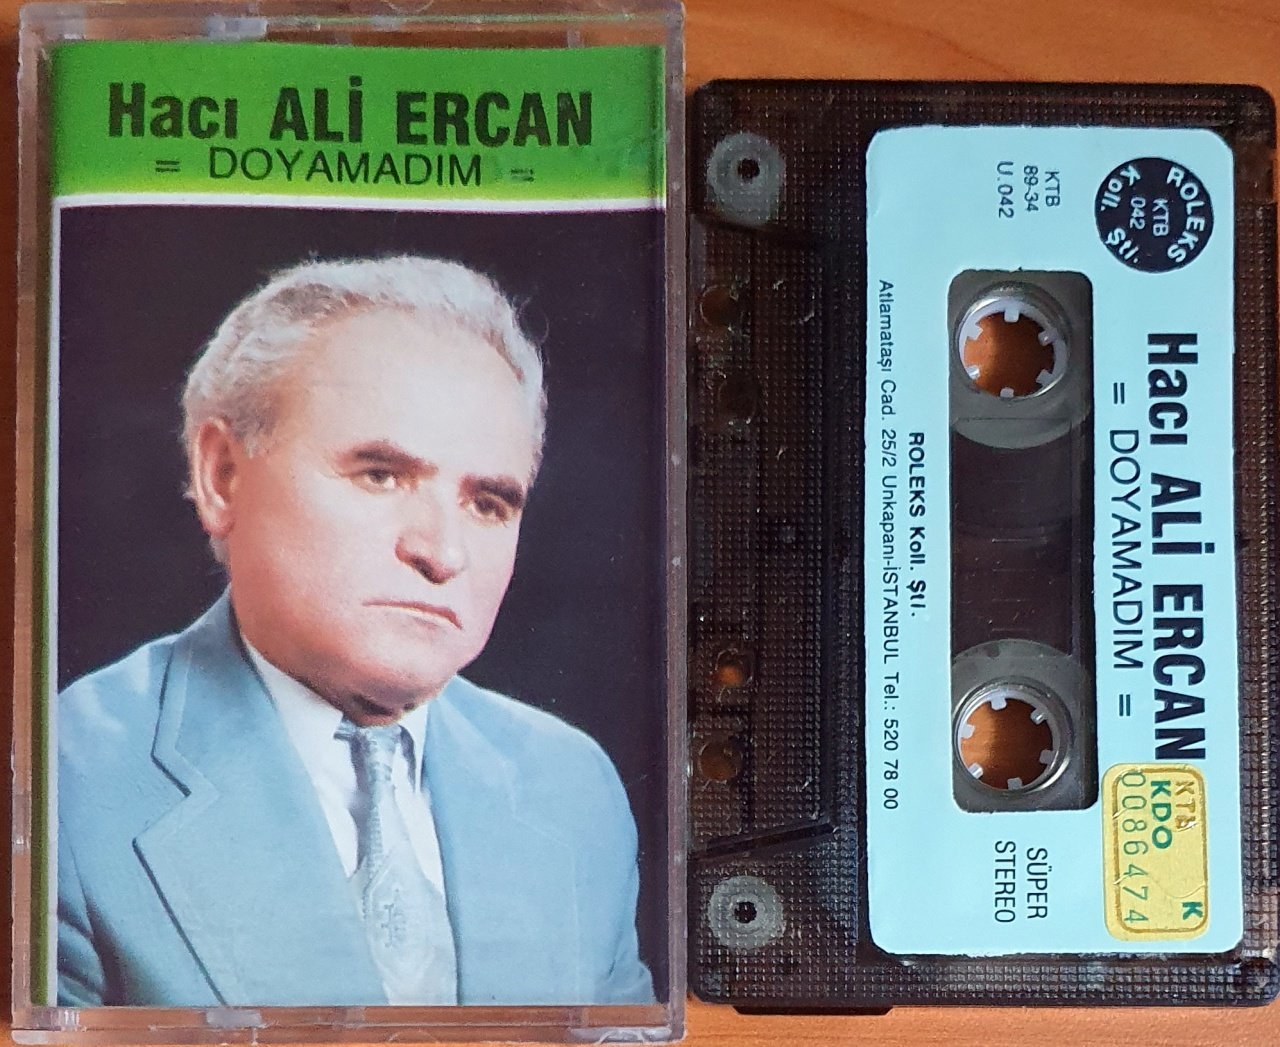 Hacı ALİ ERCAN
= DOYAMADIM =
ROLEKS
KTB
042
Koll. Şti.
KTB
89-34
U.042
Hacı ALİ ERCAN
= DOYAMADIM =
ROLEKS Koll. Şti.
Atlamataşı Cad. 25/2 Unkapanı-İSTANBUL Tel.: 520 78 00
SÜPER
STEREO
KTB K
KDO
0086474